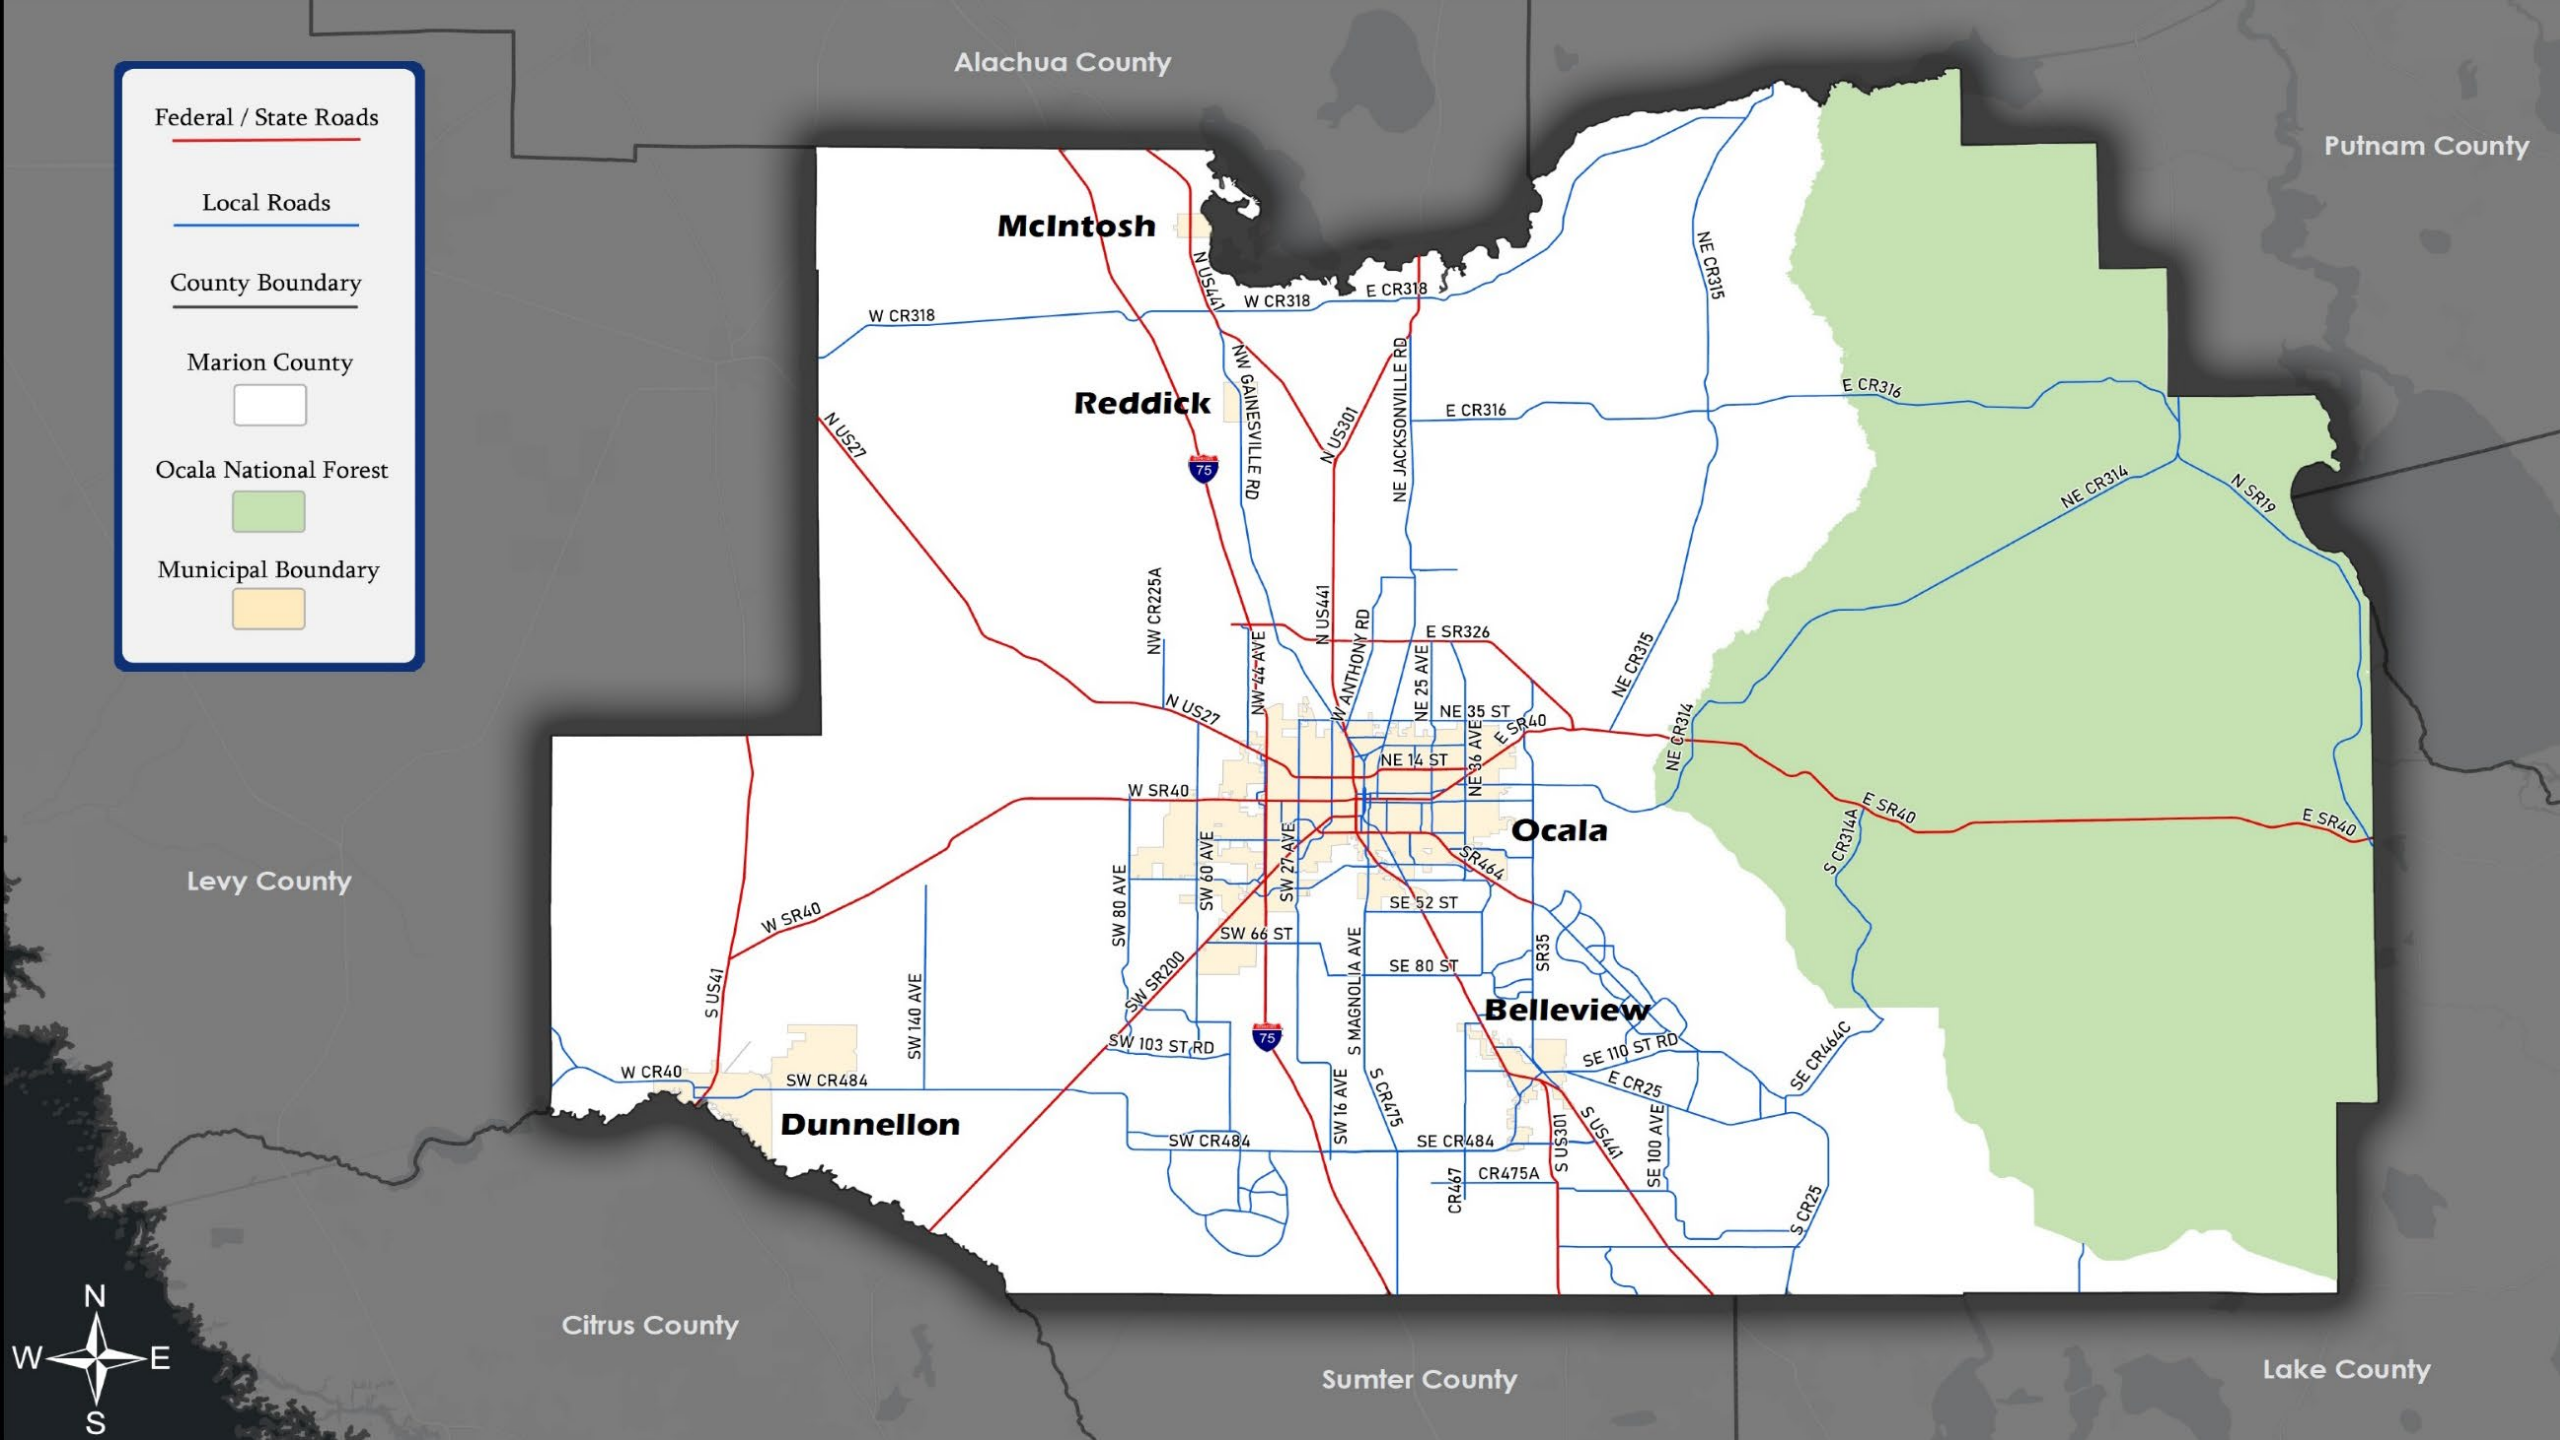 Alachua County
Putnam County
Federal / State Roads
Local Roads
County Boundary
Marion County
Ocala National Forest
Municipal Boundary
McIntosh
N US441
W CR318
W CR318
E CR318
NE CR315
Reddick
NW GAINESVILLE RD
N US301
NE JACKSONVILLE RD
E CR316
E CR316
N US27
75
NE CR314
N SR19
NW CR225A
N US441
W ANTHONY RD
E SR326
NE 25 AVE
NW 44 AVE
NE CR315
N US27
NE 35 ST
NE 36 AVE
E SR40
NE CR314
NE 14 ST
W SR40
E SR40
E SR40
S CR314A
Ocala
SW 27 AVE
SW 60 AVE
SW 80 AVE
SR464
Levy County
W SR40
SE 52 ST
SW 66 ST
SE 80 ST
SR35
S MAGNOLIA AVE
SW SR200
S US41
SW 140 AVE
Belleview
75
SW 103 ST RD
SE 110 ST RD
SE CR464C
W CR40
SW CR484
E CR25
SW 16 AVE
S CR475
Dunnellon
SW CR484
SE CR484
S US301
S US441
SE 100 AVE
CR475A
CR467
S CR25
N
W
E
S
Citrus County
Sumter County
Lake County